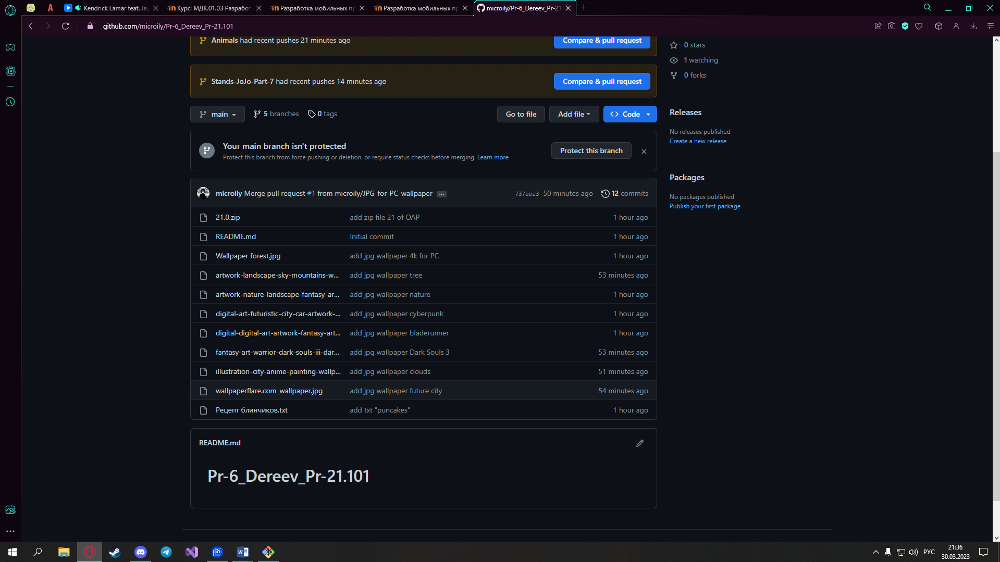 Kendrick Lamar feat. Jay
Курс: МДК.01.03 Разработ
Разработка мобильных пр
Разработка мобильных пр
microily/Pr-6_Dereev_Pr-21
github.com/microily/Pr-6_Dereev_Pr-21.101
Animals had recent pushes 21 minutes ago
Compare & pull request
Stands-JoJo-Part-7 had recent pushes 14 minutes ago
Compare & pull request
main
5 branches
0 tags
Go to file
Add file
Code
Your main branch isn't protected
Protect this branch from force pushing or deletion, or require status checks before merging. Learn more
Protect this branch
microily Merge pull request #1 from microily/JPG-for-PC-wallpaper ...
737aea3 50 minutes ago
12 commits
21.0.zip add zip file 21 of OAP 1 hour ago
README.md Initial commit 1 hour ago
Wallpaper forest.jpg add jpg wallpaper 4k for PC 1 hour ago
artwork-landscape-sky-mountains-w... add jpg wallpaper tree 53 minutes ago
artwork-nature-landscape-fantasy-ar... add jpg wallpaper nature 1 hour ago
digital-art-futuristic-city-car-artwork-... add jpg wallpaper cyberpunk 1 hour ago
digital-digital-art-artwork-fantasy-art... add jpg wallpaper bladerunner 1 hour ago
fantasy-art-warrior-dark-souls-iii-dar... add jpg wallpaper Dark Souls 3 53 minutes ago
illustration-city-anime-painting-wallp... add jpg wallpaper clouds 51 minutes ago
wallpaperflare.com_wallpaper.jpg add jpg wallpaper future city 54 minutes ago
Рецепт блинчиков.txt add txt "puncakes" 1 hour ago
README.md
Pr-6_Dereev_Pr-21.101
0 stars
1 watching
0 forks
Releases
No releases published
Create a new release
Packages
No packages published
Publish your first package
РУС
21:36
30.03.2023